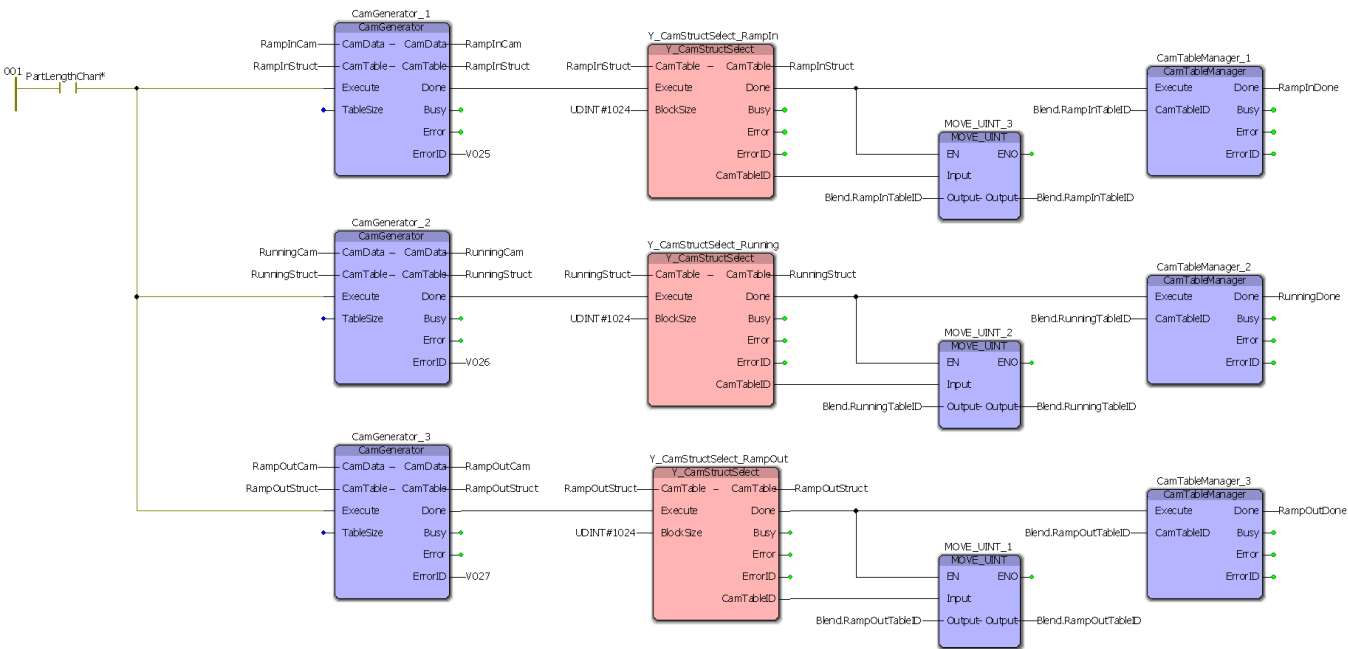 CamGenerator_1
CamGenerator
RampInCam CamData – CamData RampInCam
RampInStruct CamTable – CamTable RampInStruct
Execute Done
TableSize Busy
Error
ErrorID V025
001 PartLengthChan*
Y_CamStructSelect_RampIn
Y_CamStructSelect
RampInStruct CamTable – CamTable RampInStruct
Execute Done
UDINT#1024 BlockSize Busy
Error
ErrorID
CamTableID
MOVE_UINT_3
MOVE_UINT
EN ENO
Input
Blend.RampInTableID Output- Output Blend.RampInTableID
CamTableManager_1
CamTableManager
Execute Done RampInDone
Blend.RampInTableID CamTableID Busy
Error
ErrorID
CamGenerator_2
CamGenerator
RunningCam CamData – CamData RunningCam
RunningStruct CamTable – CamTable RunningStruct
Execute Done
TableSize Busy
Error
ErrorID V026
Y_CamStructSelect_Running
Y_CamStructSelect
RunningStruct CamTable – CamTable RunningStruct
Execute Done
UDINT#1024 BlockSize Busy
Error
ErrorID
CamTableID
MOVE_UINT_2
MOVE_UINT
EN ENO
Input
Blend.RunningTableID Output- Output Blend.RunningTableID
CamTableManager_2
CamTableManager
Execute Done RunningDone
Blend.RunningTableID CamTableID Busy
Error
ErrorID
CamGenerator_3
CamGenerator
RampOutCam CamData – CamData RampOutCam
RampOutStruct CamTable – CamTable RampOutStruct
Execute Done
TableSize Busy
Error
ErrorID V027
Y_CamStructSelect_RampOut
Y_CamStructSelect
RampOutStruct CamTable – CamTable RampOutStruct
Execute Done
UDINT#1024 BlockSize Busy
Error
ErrorID
CamTableID
MOVE_UINT_1
MOVE_UINT
EN ENO
Input
Blend.RampOutTableID Output- Output Blend.RampOutTableID
CamTableManager_3
CamTableManager
Execute Done RampOutDone
Blend.RampOutTableID CamTableID Busy
Error
ErrorID